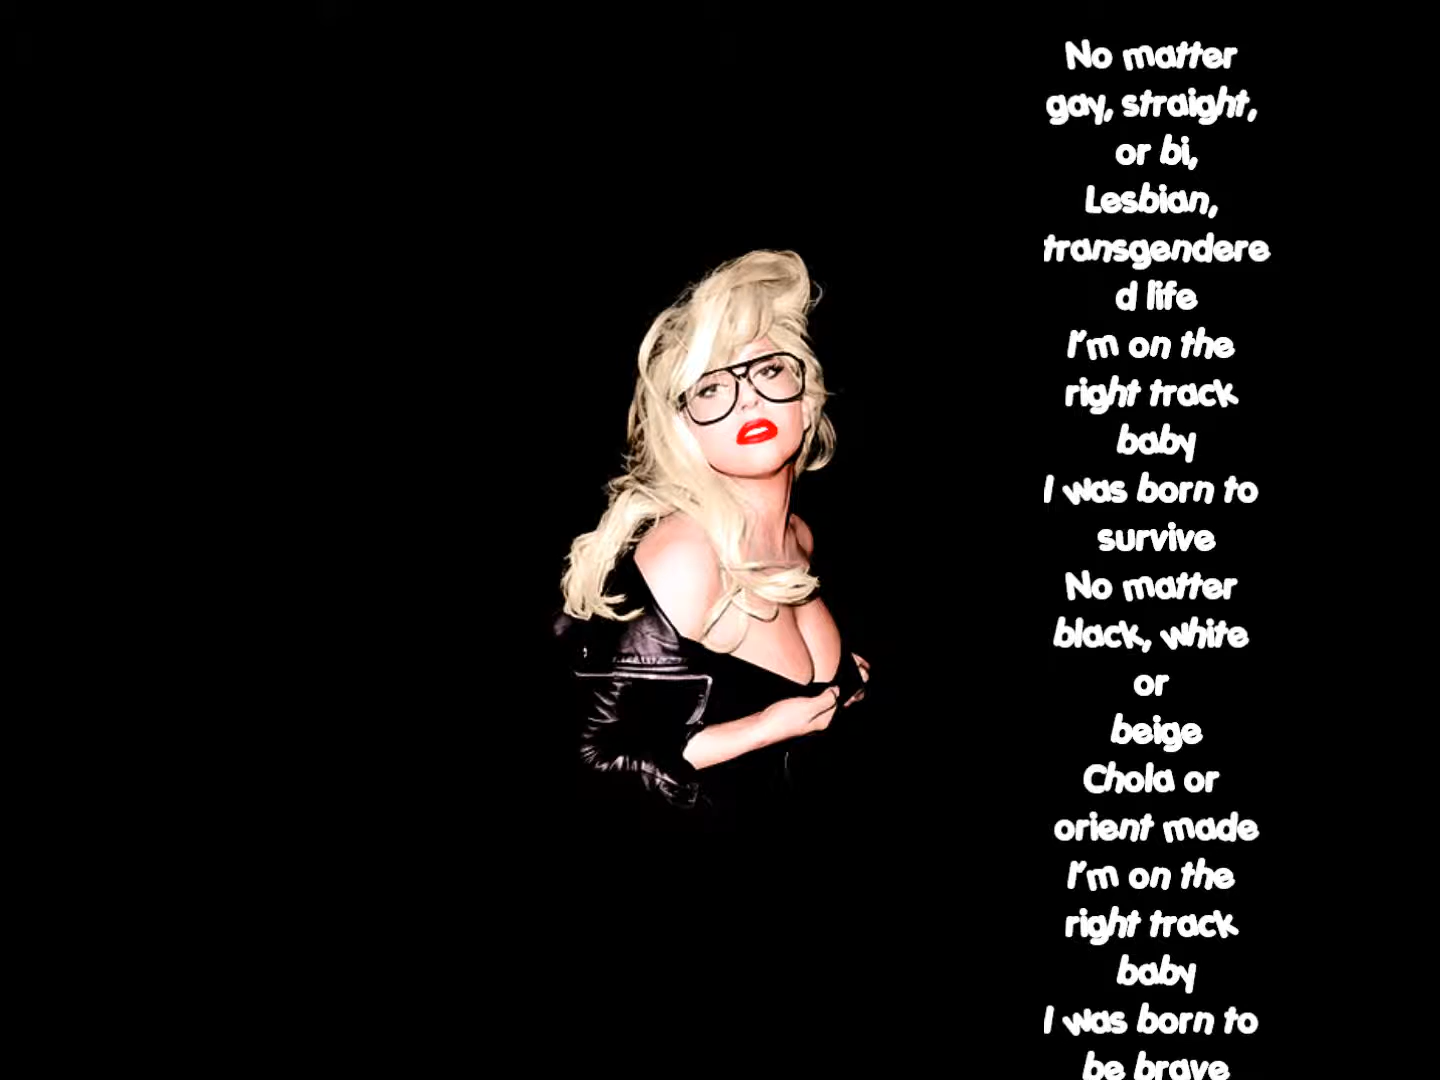 No matter
gay, straight,
or bi,
Lesbian,
transgendere
d life
I'm on the
right track
baby
I was born to
survive
No matter
black, white
or
beige
Chola or
orient made
I'm on the
right track
baby
I was born to
be brave